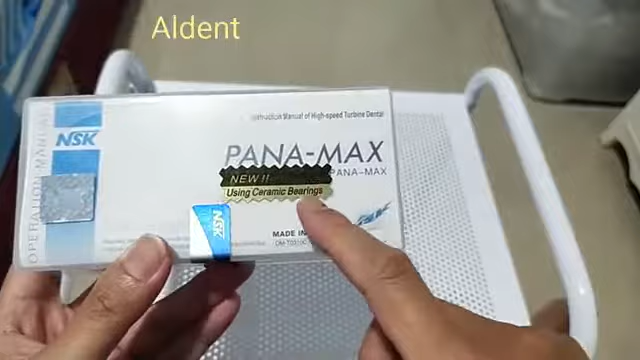 Aldent
OPERATION MANUAL
NSK
Instruction Manual of High-speed Turbine Dental
PANA-MAX
PANA-MAX
NEW!!
Using Ceramic Bearings
NSK
MADE IN